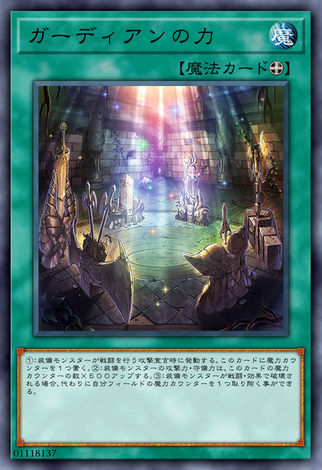 ガーディアンの力
魔
【魔法カード】
①:装備モンスターが戦闘を行う攻撃宣言時に発動する。このカードに魔力カウ
ンターを1つ置く。②:装備モンスターの攻撃力・守備力は、このカードの魔力
カウンターの数×500アップする。③:装備モンスターが戦闘・効果で破壊さ
れる場合、代わりに自分フィールドの魔力カウンターを1つ取り除く事ができ
る。
01118137